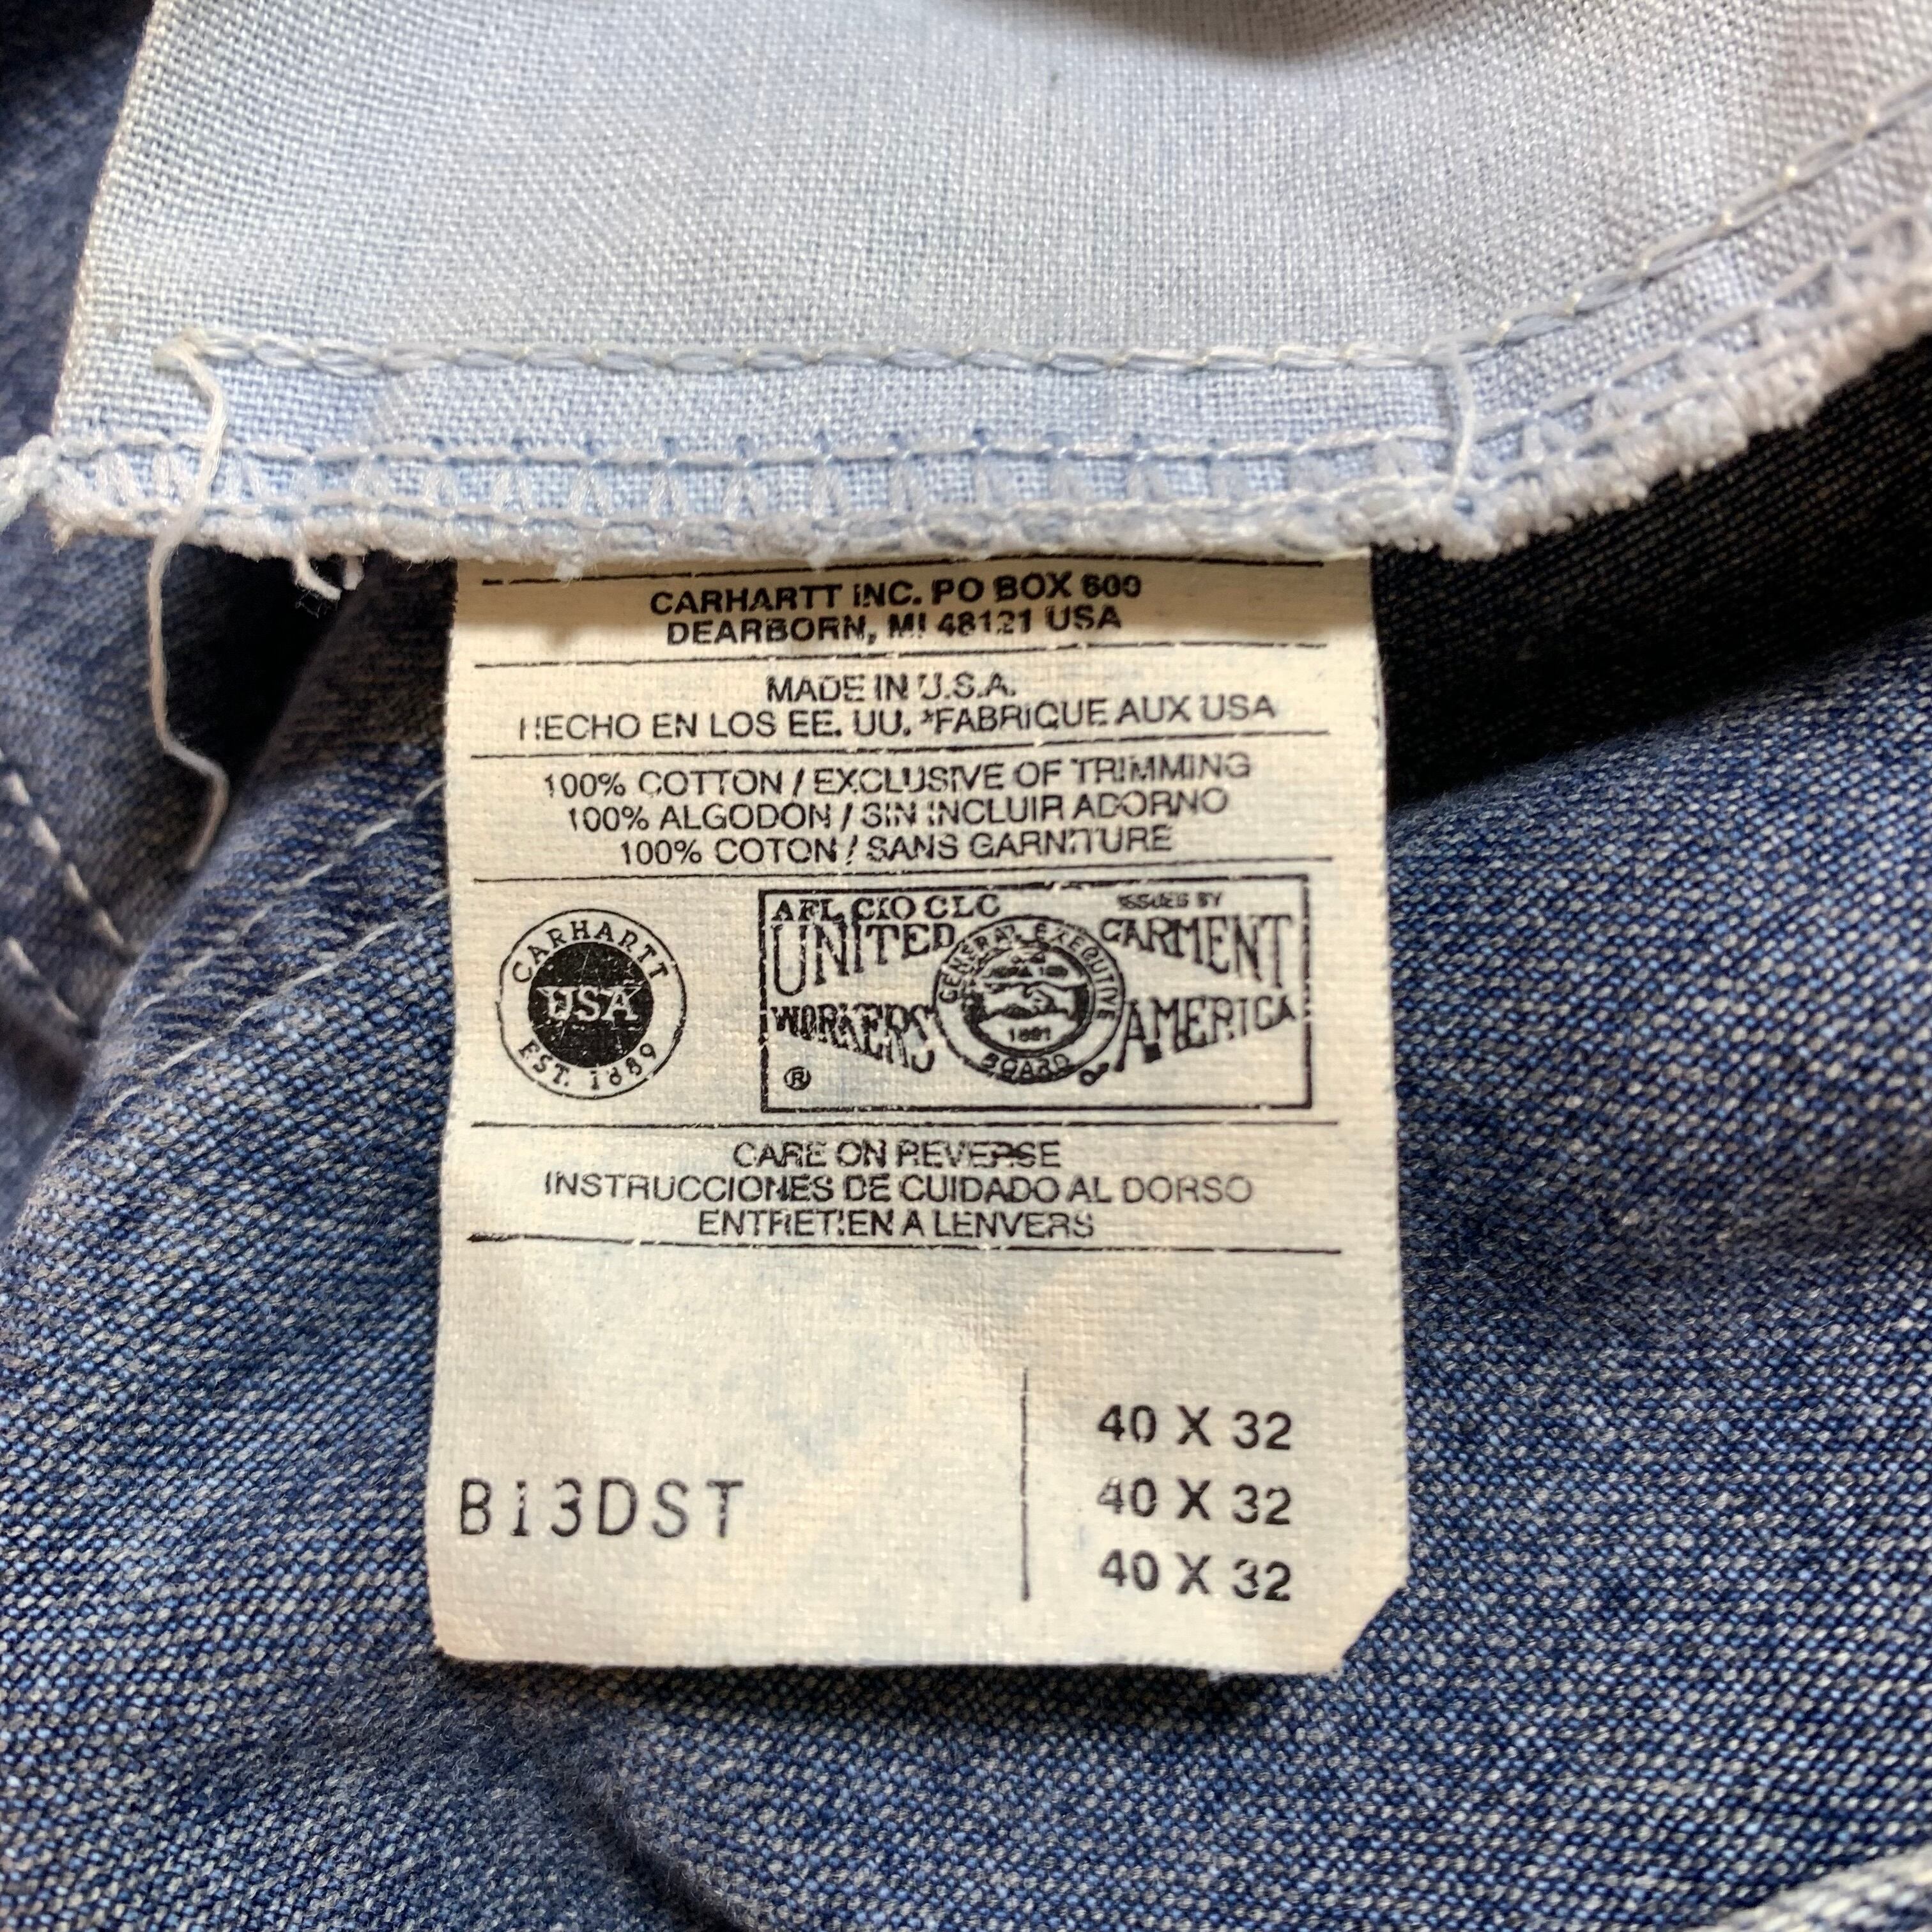 CARHARTT INC. PO BOX 600
DEARBORN, MI 48121 USA
MADE IN U.S.A.
HECHO EN LOS EE. UU. *FABRIQUE AUX USA
100% COTTON / EXCLUSIVE OF TRIMMING
100% ALGODON / SIN INCLUIR ADORNO
100% COTON / SANS GARNITURE
CARHARTT
USA
EST. 1889
AFL CIO CLC
ISSUED BY
UNITED GARMENT
WORKERS of AMERICA
GENERAL EXECUTIVE
1891
BOARD
®
CARE ON REVERSE
INSTRUCCIONES DE CUIDADO AL DORSO
ENTRETIEN A LENVERS
B13DST
40 X 32
40 X 32
40 X 32